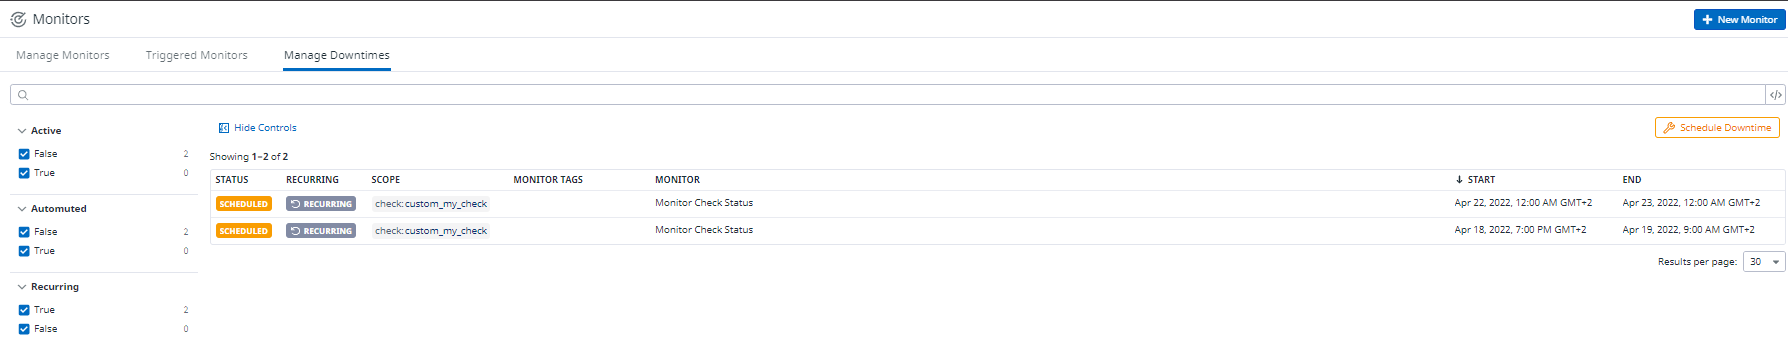 Monitors
New Monitor
Manage Monitors Triggered Monitors Manage Downtimes
</>
Active
False 2
True 0
Automuted
False 2
True 0
Recurring
True 2
False 0
Hide Controls
Schedule Downtime
Showing 1–2 of 2
STATUS RECURRING SCOPE MONITOR TAGS MONITOR START END
SCHEDULED RECURRING check:custom_my_check Monitor Check Status Apr 22, 2022, 12:00 AM GMT+2 Apr 23, 2022, 12:00 AM GMT+2
SCHEDULED RECURRING check:custom_my_check Monitor Check Status Apr 18, 2022, 7:00 PM GMT+2 Apr 19, 2022, 9:00 AM GMT+2
Results per page: 30